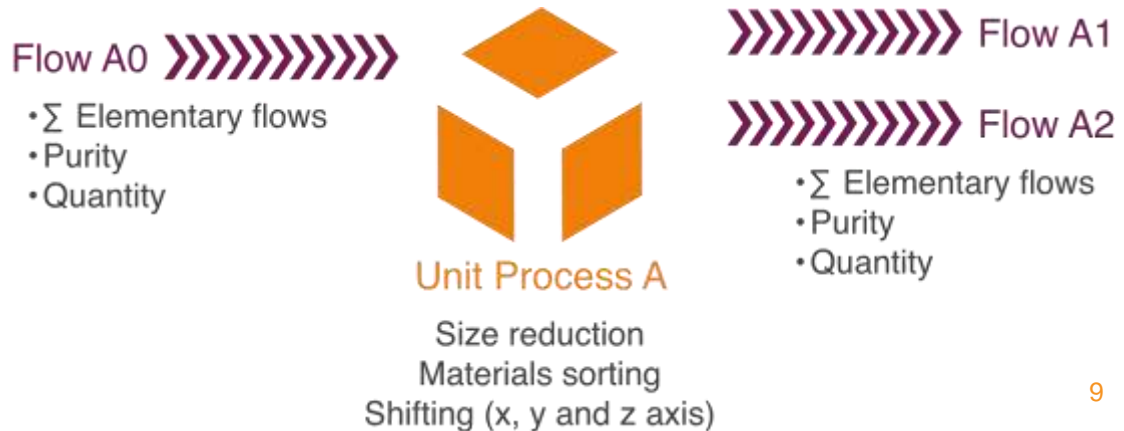 Flow A0
•∑ Elementary flows
•Purity
•Quantity
Unit Process A
Size reduction
Materials sorting
Shifting (x, y and z axis)
Flow A1
Flow A2
•∑ Elementary flows
•Purity
•Quantity
9